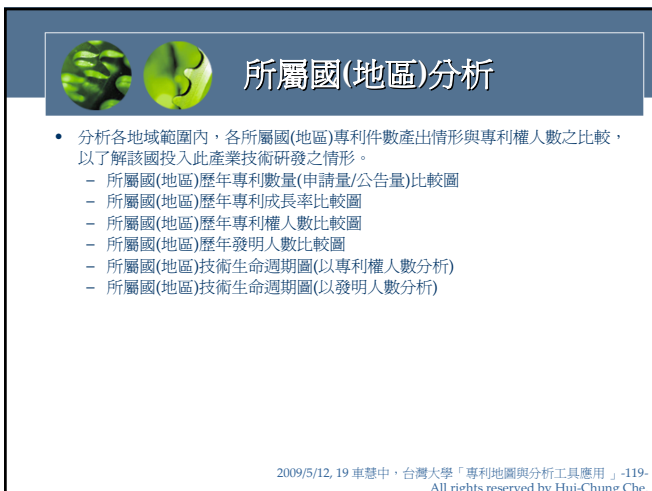 所屬國(地區)分析
• 分析各地域範圍內，各所屬國(地區)專利件數產出情形與專利權人數之比較，
以了解該國投入此產業技術研發之情形。
– 所屬國(地區)歷年專利數量(申請量/公告量)比較圖
– 所屬國(地區)歷年專利成長率比較圖
– 所屬國(地區)歷年專利權人數比較圖
– 所屬國(地區)歷年發明人數比較圖
– 所屬國(地區)技術生命週期圖(以專利權人數分析)
– 所屬國(地區)技術生命週期圖(以發明人數分析)
2009/5/12, 19 車慧中，台灣大學「專利地圖與分析工具應用 」-119-
All rights reserved by Hui-Chung Che